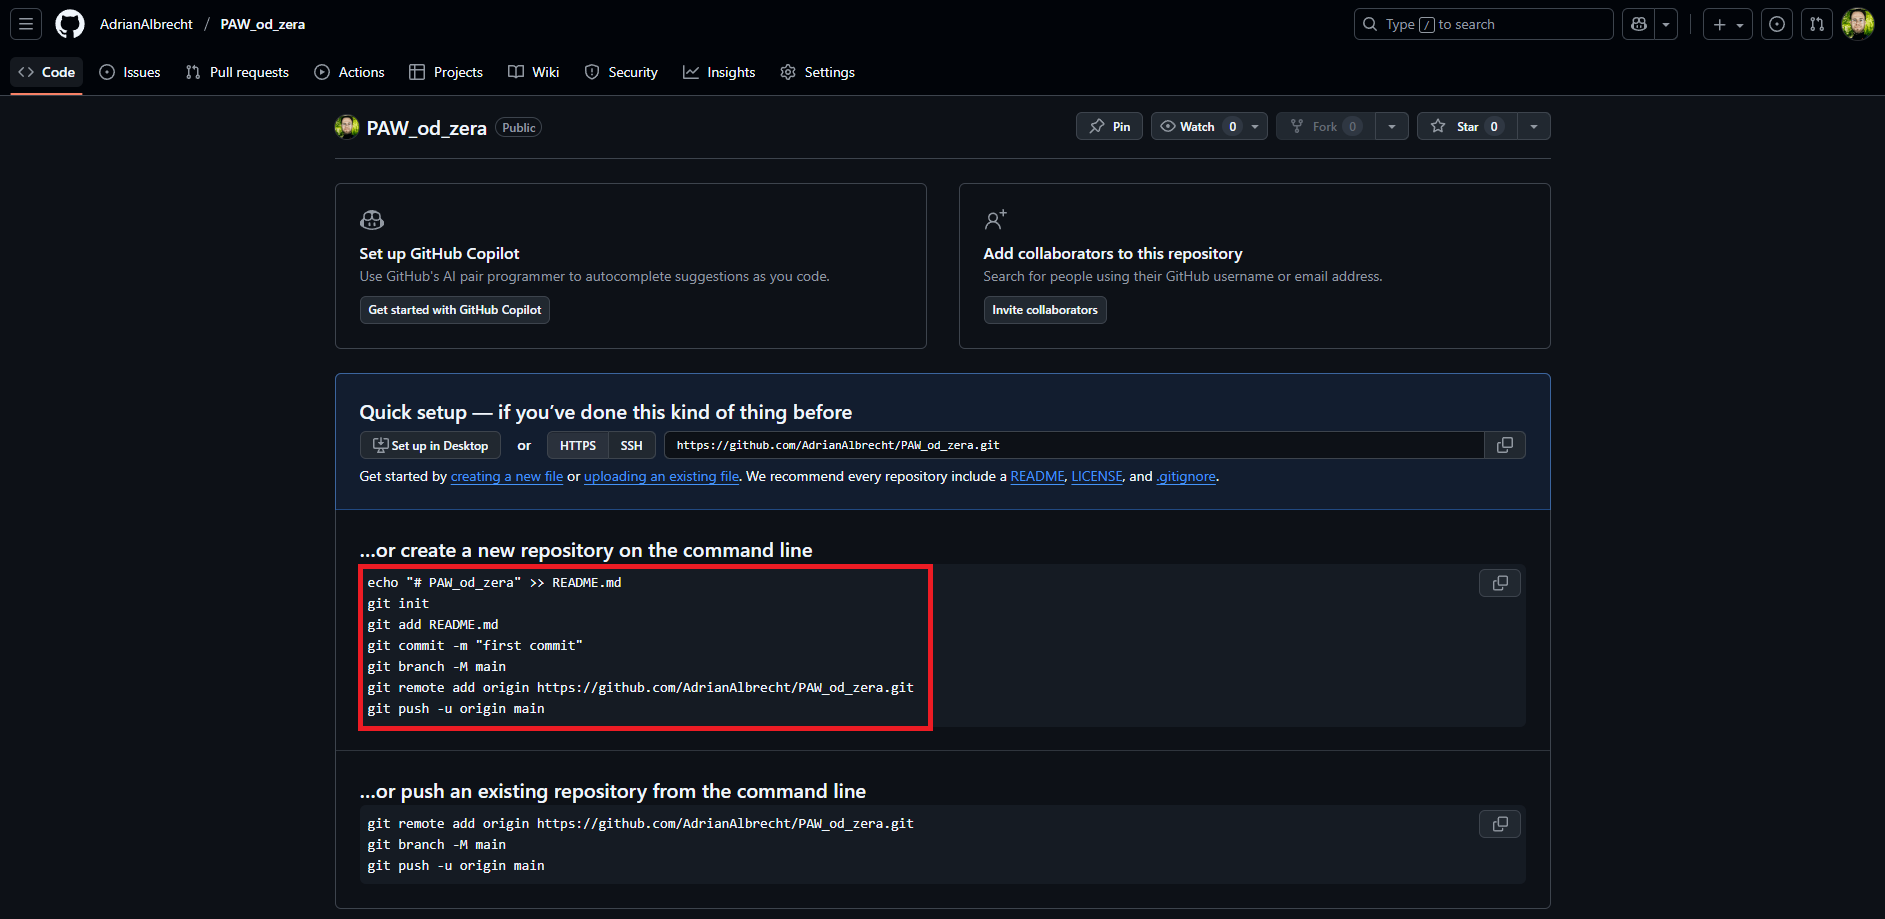 AdrianAlbrecht / PAW_od_zera
Type / to search
Code
Issues
Pull requests
Actions
Projects
Wiki
Security
Insights
Settings
PAW_od_zera Public
Pin
Watch 0
Fork 0
Star 0
Set up GitHub Copilot
Use GitHub's AI pair programmer to autocomplete suggestions as you code.
Get started with GitHub Copilot
Add collaborators to this repository
Search for people using their GitHub username or email address.
Invite collaborators
Quick setup — if you’ve done this kind of thing before
Set up in Desktop or HTTPS SSH https://github.com/AdrianAlbrecht/PAW_od_zera.git
Get started by creating a new file or uploading an existing file. We recommend every repository include a README, LICENSE, and .gitignore.
…or create a new repository on the command line
echo "# PAW_od_zera" >> README.md
git init
git add README.md
git commit -m "first commit"
git branch -M main
git remote add origin https://github.com/AdrianAlbrecht/PAW_od_zera.git
git push -u origin main
…or push an existing repository from the command line
git remote add origin https://github.com/AdrianAlbrecht/PAW_od_zera.git
git branch -M main
git push -u origin main